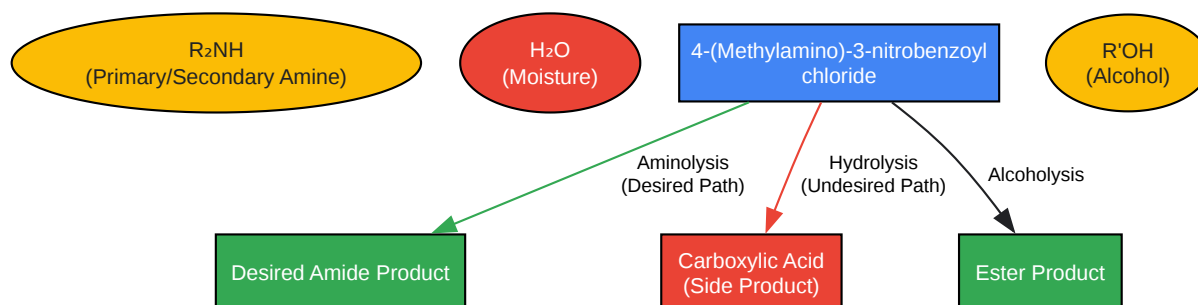 R₂NH
(Primary/Secondary Amine)
H₂O
(Moisture)
4-(Methylamino)-3-nitrobenzoyl
chloride
R'OH
(Alcohol)
Aminolysis
(Desired Path)
Hydrolysis
(Undesired Path)
Alcoholysis
Desired Amide Product
Carboxylic Acid
(Side Product)
Ester Product